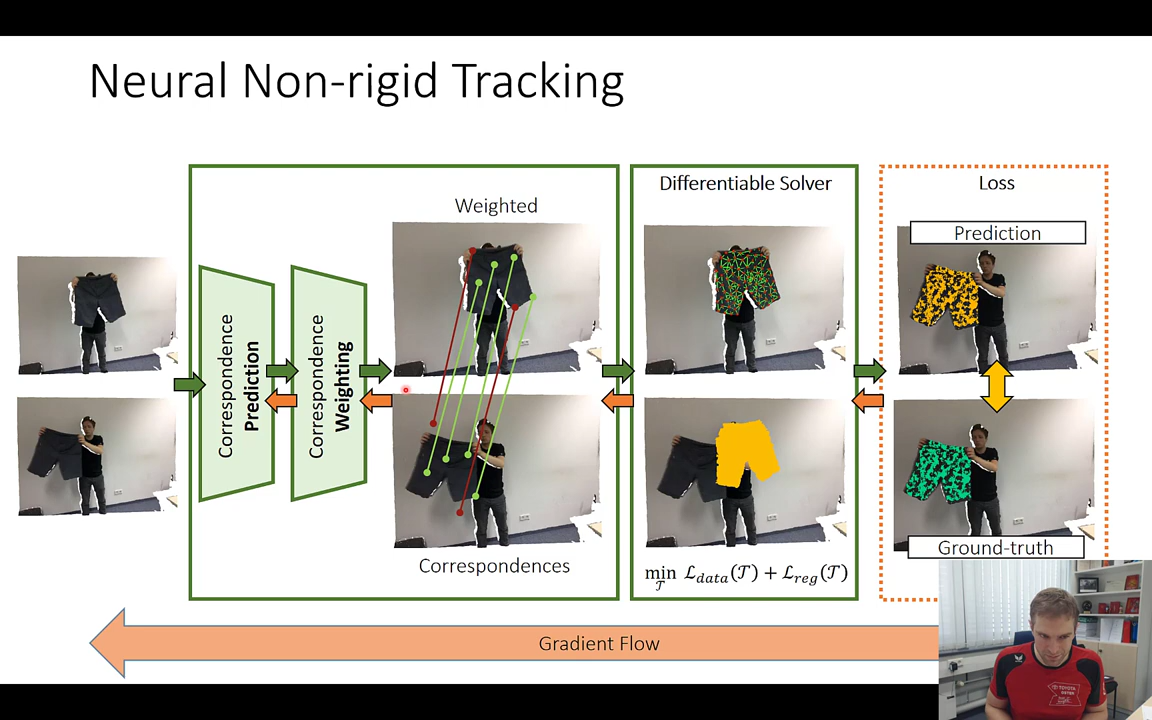 Neural Non-rigid Tracking
Correspondence
Prediction
Correspondence
Weighting
Weighted
Correspondences
Differentiable Solver
min 𝓛data(𝒯) + 𝓛reg(𝒯)
𝒯
Loss
Prediction
Ground-truth
Gradient Flow